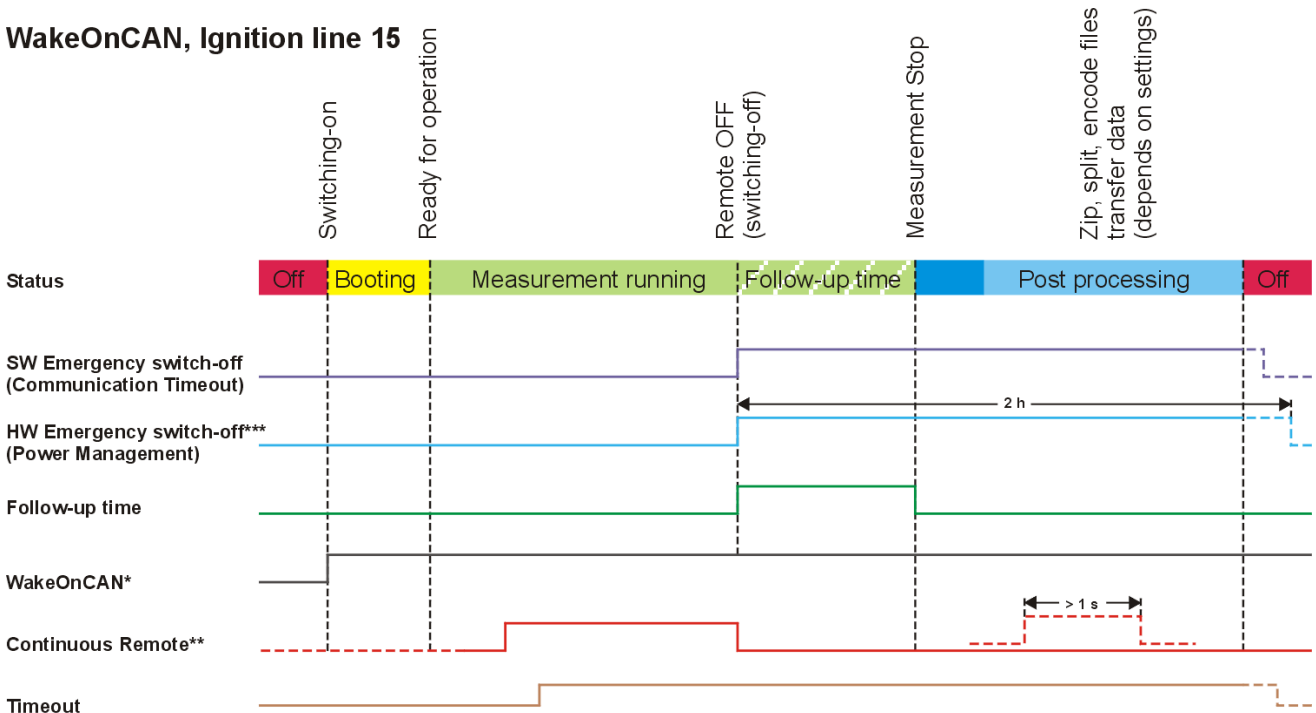 WakeOnCAN, Ignition line 15
Switching-on
Ready for operation
Remote OFF
(switching-off)
Measurement Stop
Zip, split, encode files
transfer data
(depends on settings)
Status
Off
Booting
Measurement running
Follow-up time
Post processing
Off
SW Emergency switch-off
(Communication Timeout)
2 h
HW Emergency switch-off***
(Power Management)
Follow-up time
WakeOnCAN*
> 1 s
Continuous Remote**
Timeout